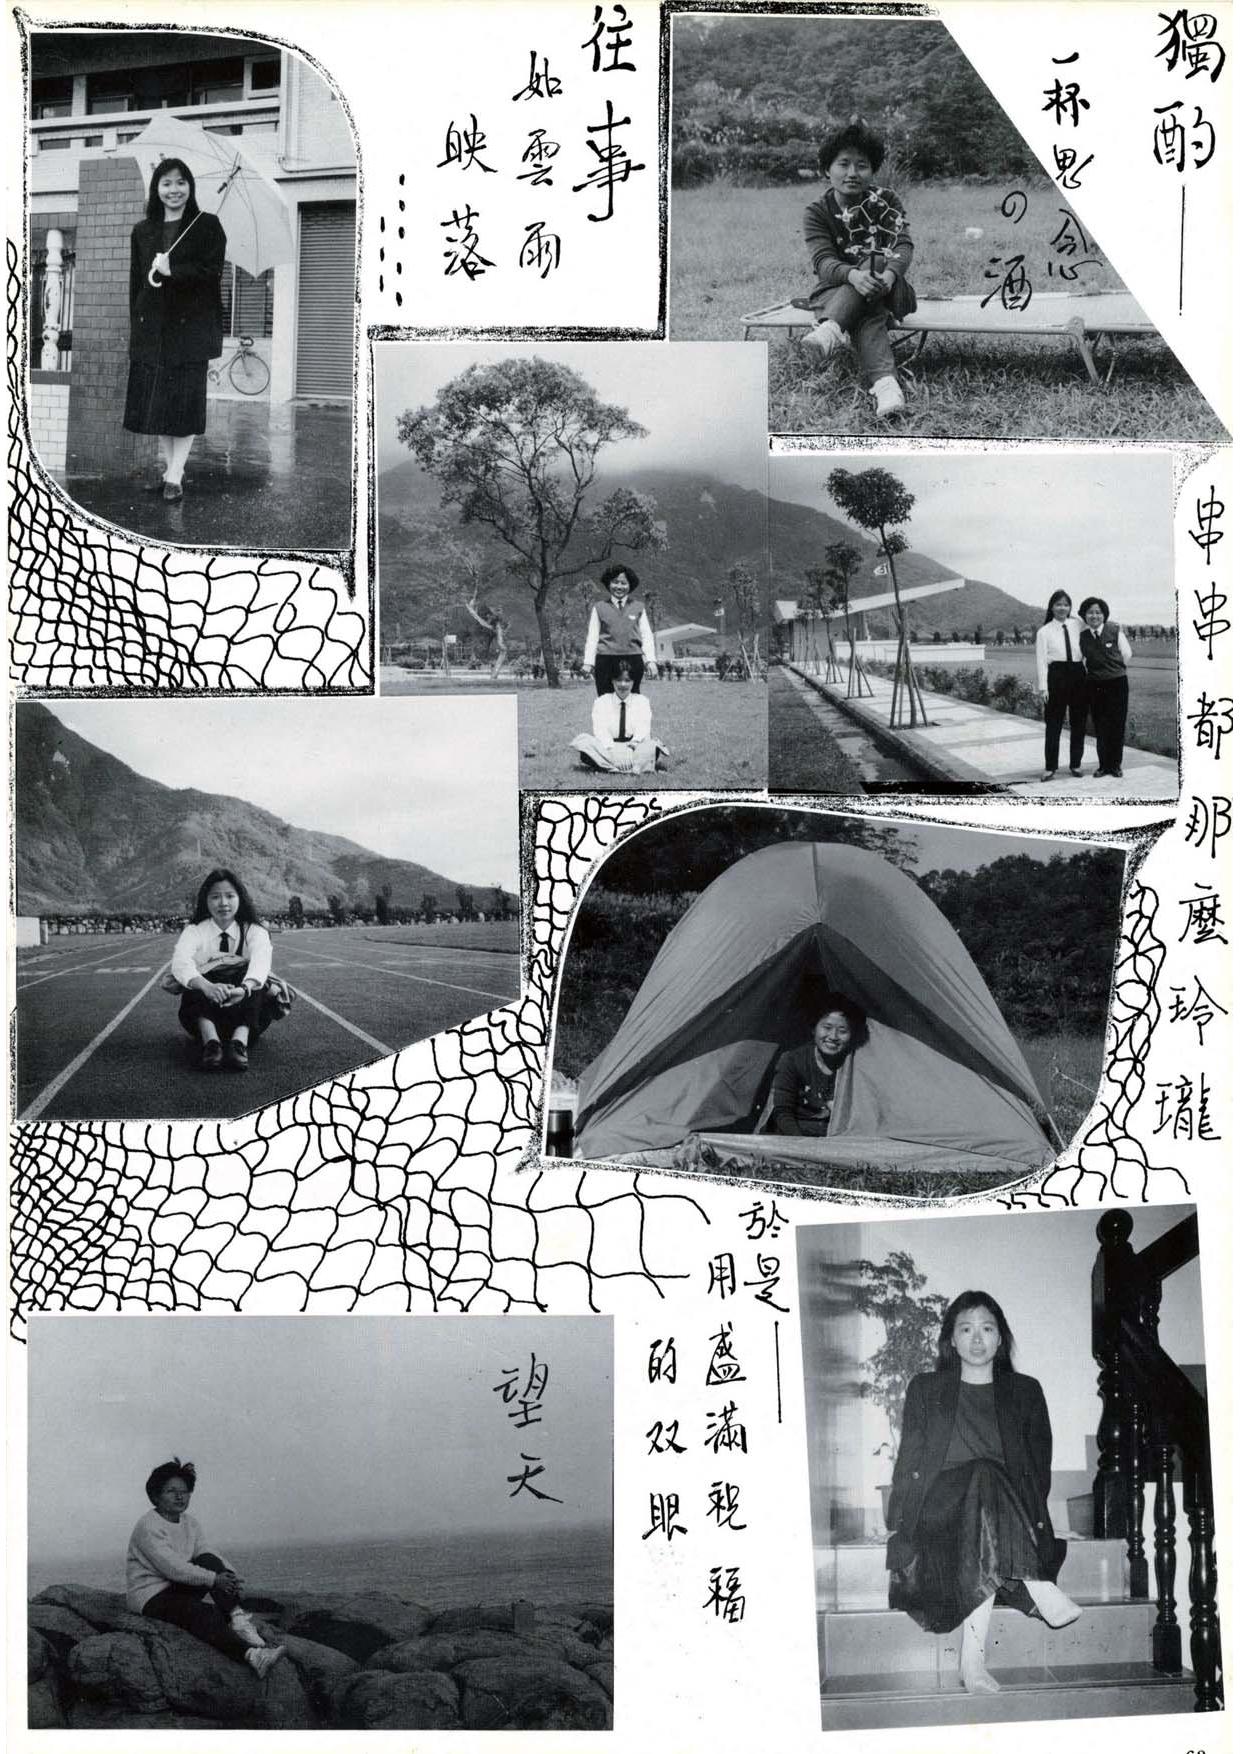 獨酌——
一杯思念
の酒
往事
如雲雨
映落
……
串串都那麼玲瓏
於是——
用盛滿祝福
的双眼
望天